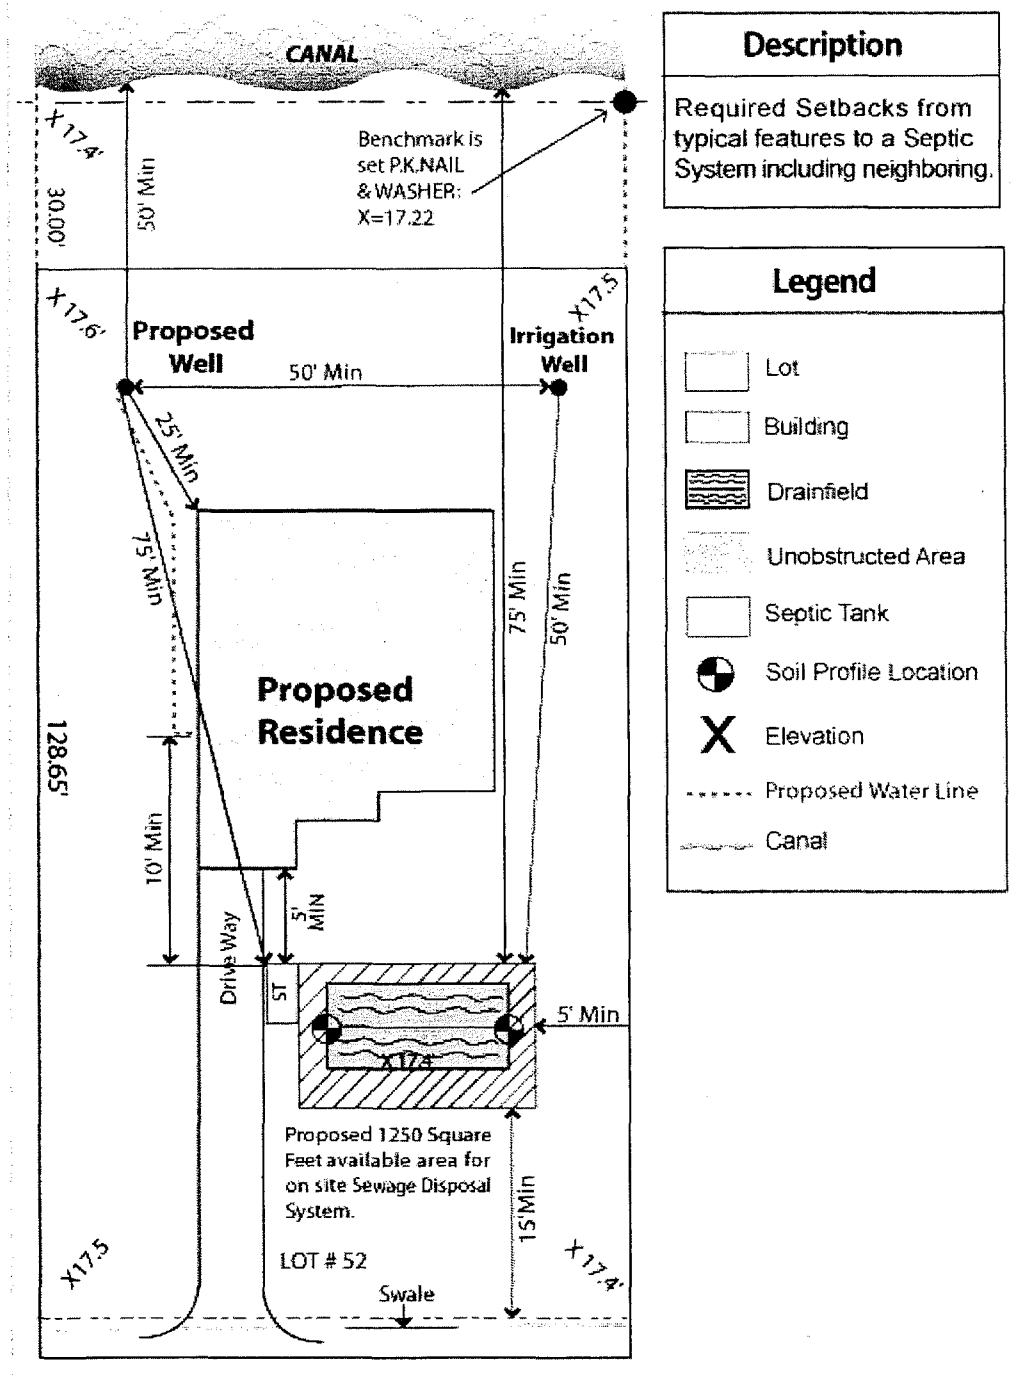 CANAL
Description
Required Setbacks from
typical features to a Septic
System including neighboring.
X 17.4'
30.00'
50' Min
Benchmark is
set P.K.NAIL
& WASHER:
X=17.22
Legend
Lot
Building
Drainfield
Unobstructed Area
Septic Tank
Soil Profile Location
X Elevation
Proposed Water Line
Canal
X 17.6'
X17.5
Proposed
Well
Irrigation
Well
50' Min
25' Min
75' Min
75' Min
50' Min
Proposed
Residence
128.65'
10' Min
5'
MIN
Drive Way
ST
5' Min
X 17.4'
Proposed 1250 Square
Feet available area for
on site Sewage Disposal
System.
15'Min
LOT # 52
X17.5
X 17.4'
Swale